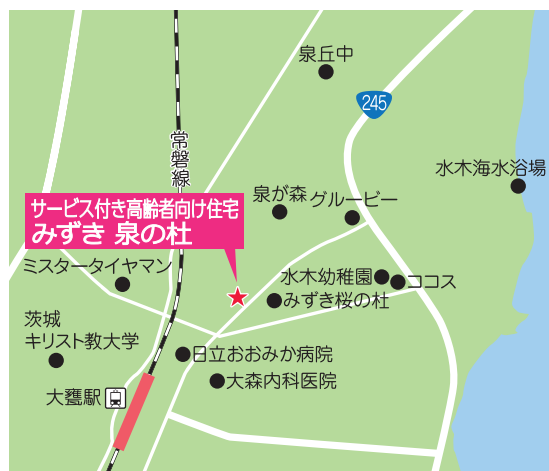 泉丘中
245
常磐線
水木海水浴場
サービス付き高齢者向け住宅
みずき 泉の杜
泉が森
グルービー
ミスタータイヤマン
水木幼稚園
ココス
みずき桜の杜
茨城
キリスト教大学
日立おおみか病院
大森内科医院
大甕駅